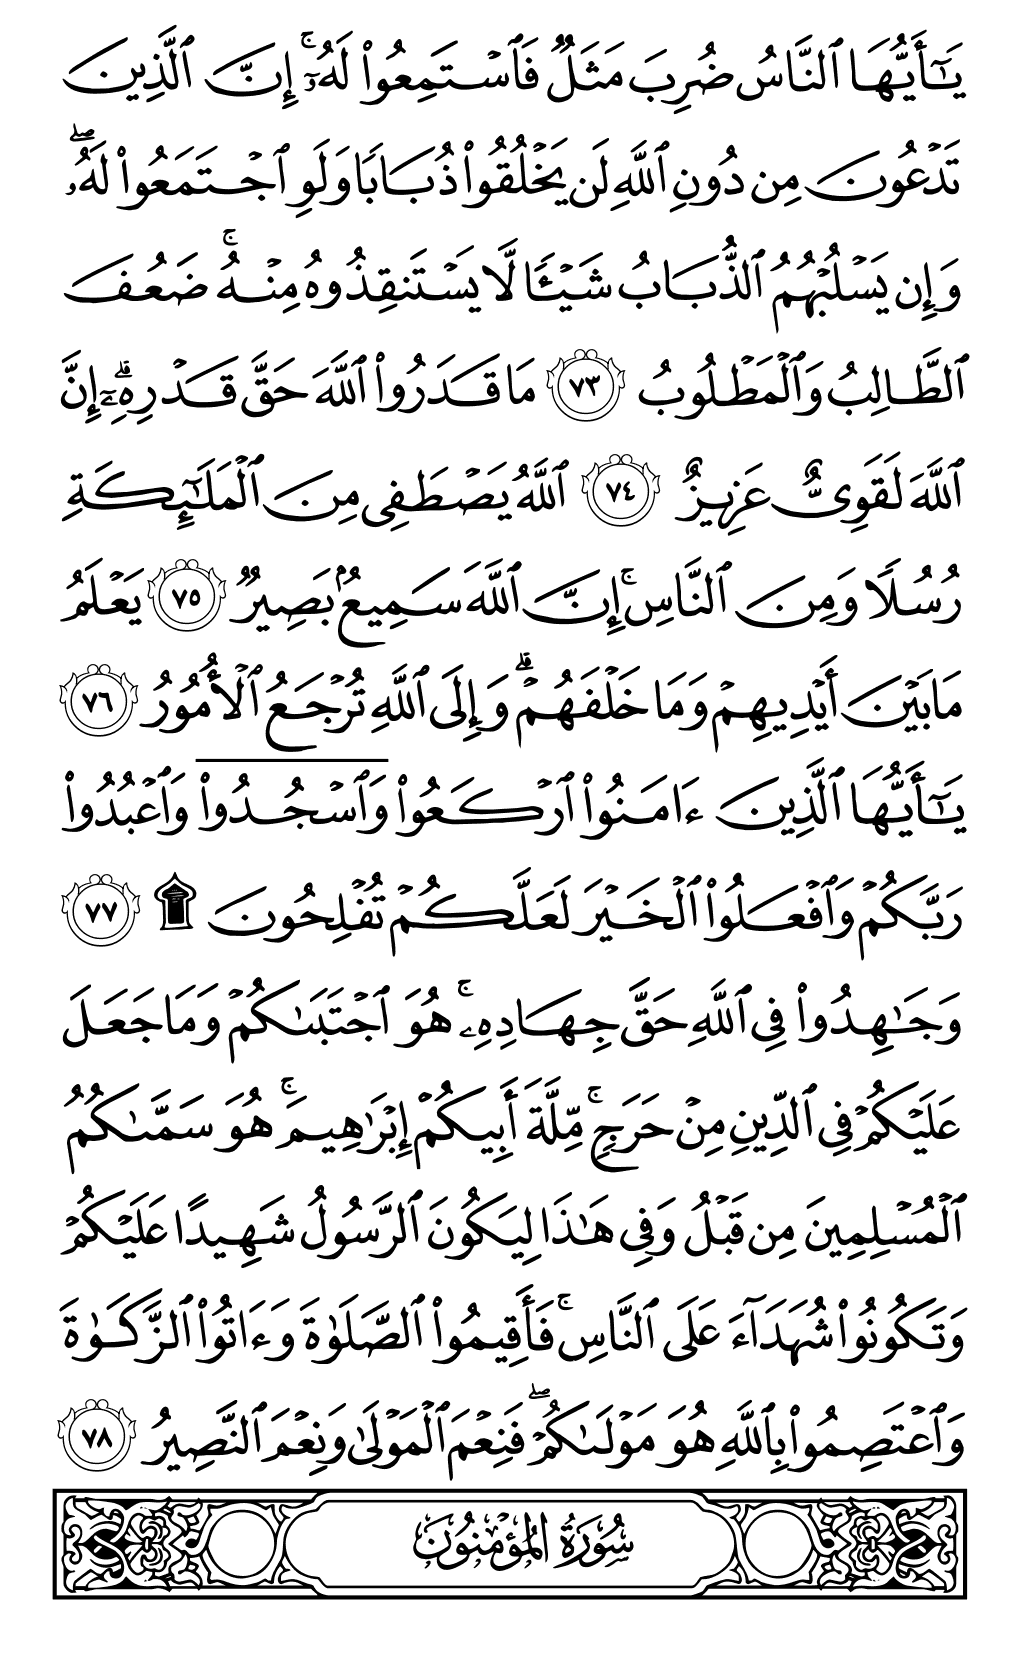 يَـٰٓأَيُّهَا ٱلنَّاسُ ضُرِبَ مَثَلٌ فَٱسْتَمِعُوا۟ لَهُۥٓ ۚ إِنَّ ٱلَّذِينَ
تَدْعُونَ مِن دُونِ ٱللَّهِ لَن يَخْلُقُوا۟ ذُبَابًا وَلَوِ ٱجْتَمَعُوا۟ لَهُۥ ۖ
وَإِن يَسْلُبْهُمُ ٱلذُّبَابُ شَيْـًٔا لَّا يَسْتَنقِذُوهُ مِنْهُ ۚ ضَعُفَ
ٱلطَّالِبُ وَٱلْمَطْلُوبُ ٧٣ مَا قَدَرُوا۟ ٱللَّهَ حَقَّ قَدْرِهِۦٓ ۗ إِنَّ
ٱللَّهَ لَقَوِىٌّ عَزِيزٌ ٧٤ ٱللَّهُ يَصْطَفِى مِنَ ٱلْمَلَـٰٓئِكَةِ
رُسُلًا وَمِنَ ٱلنَّاسِ ۚ إِنَّ ٱللَّهَ سَمِيعٌۢ بَصِيرٌ ٧٥ يَعْلَمُ
مَا بَيْنَ أَيْدِيهِمْ وَمَا خَلْفَهُمْ ۗ وَإِلَى ٱللَّهِ تُرْجَعُ ٱلْأُمُورُ ٧٦
يَـٰٓأَيُّهَا ٱلَّذِينَ ءَامَنُوا۟ ٱرْكَعُوا۟ وَٱسْجُدُوا۟ وَٱعْبُدُوا۟
رَبَّكُمْ وَٱفْعَلُوا۟ ٱلْخَيْرَ لَعَلَّكُمْ تُفْلِحُونَ ۩ ٧٧
وَجَـٰهِدُوا۟ فِى ٱللَّهِ حَقَّ جِهَادِهِۦ ۚ هُوَ ٱجْتَبَىٰكُمْ وَمَا جَعَلَ
عَلَيْكُمْ فِى ٱلدِّينِ مِنْ حَرَجٍ ۚ مِّلَّةَ أَبِيكُمْ إِبْرَٰهِيمَ ۚ هُوَ سَمَّىٰكُمُ
ٱلْمُسْلِمِينَ مِن قَبْلُ وَفِى هَـٰذَا لِيَكُونَ ٱلرَّسُولُ شَهِيدًا عَلَيْكُمْ
وَتَكُونُوا۟ شُهَدَآءَ عَلَى ٱلنَّاسِ ۚ فَأَقِيمُوا۟ ٱلصَّلَوٰةَ وَءَاتُوا۟ ٱلزَّكَوٰةَ
وَٱعْتَصِمُوا۟ بِٱللَّهِ هُوَ مَوْلَىٰكُمْ ۖ فَنِعْمَ ٱلْمَوْلَىٰ وَنِعْمَ ٱلنَّصِيرُ ٧٨
سُورَةُ المُؤْمِنُونَ